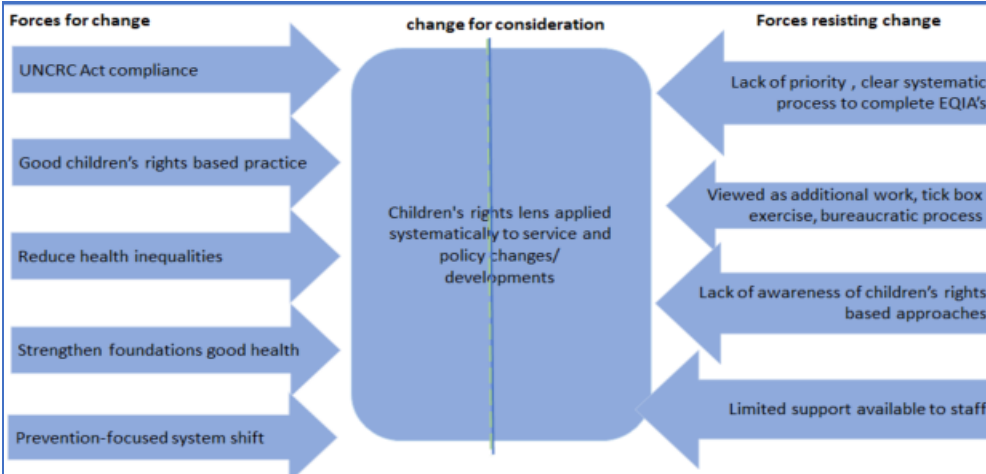 Forces for change
change for consideration
Forces resisting change
UNCRC Act compliance
Good children's rights based practice
Reduce health inequalities
Strengthen foundations good health
Prevention-focused system shift
Children's rights lens applied
systematically to service and
policy changes/
developments
Lack of priority , clear systematic
process to complete EQIA's
Viewed as additional work, tick box
exercise, bureaucratic process
Lack of awareness of children's rights
based approaches
Limited support available to staff